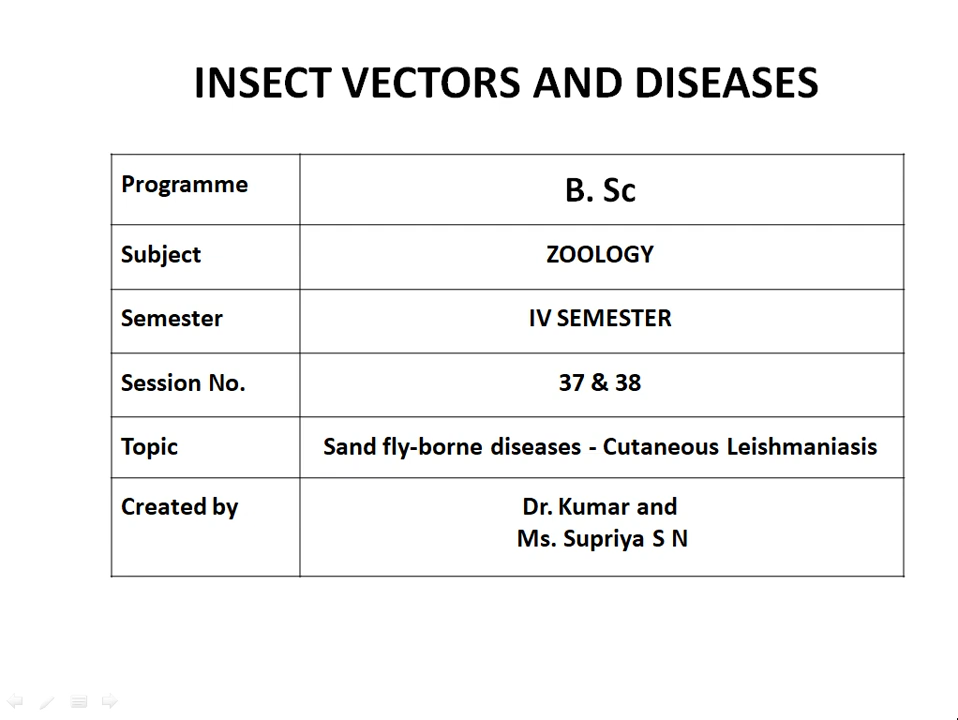 INSECT VECTORS AND DISEASES
Programme
B. Sc
Subject
ZOOLOGY
Semester
IV SEMESTER
Session No.
37 & 38
Topic
Sand fly-borne diseases - Cutaneous Leishmaniasis
Created by
Dr. Kumar and
Ms. Supriya S N